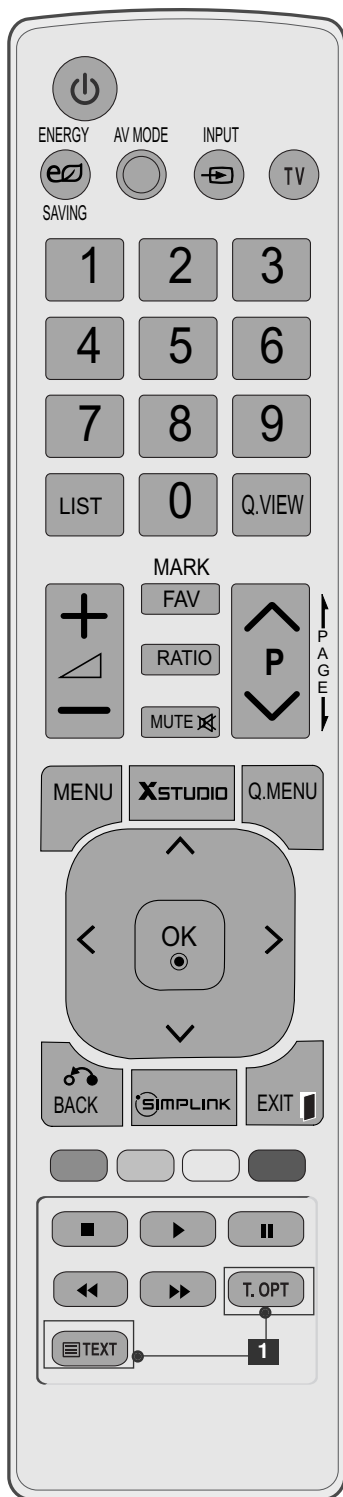 ENERGY AV MODE INPUT
TV
SAVING
1 2 3
4 5 6
7 8 9
LIST 0 Q.VIEW
MARK
FAV
RATIO
MUTE
P
PAGE
MENU XSTUDIO Q.MENU
OK
BACK SIMPLINK EXIT
T. OPT
TEXT 1